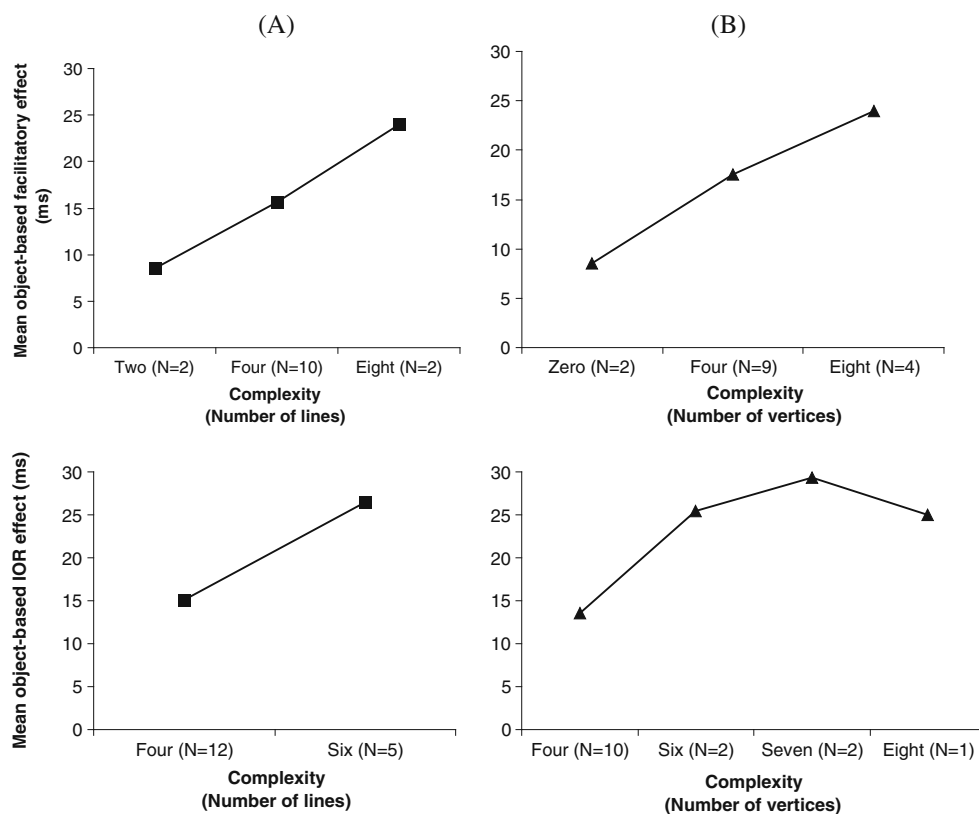 (A)
(B)
Mean object-based facilitatory effect
(ms)
30
25
20
15
10
5
0
Two (N=2) Four (N=10) Eight (N=2)
Complexity
(Number of lines)
30
25
20
15
10
5
0
Zero (N=2) Four (N=9) Eight (N=4)
Complexity
(Number of vertices)
Mean object-based IOR effect (ms)
30
25
20
15
10
5
0
Four (N=12) Six (N=5)
Complexity
(Number of lines)
30
25
20
15
10
5
0
Four (N=10) Six (N=2) Seven (N=2) Eight (N=1)
Complexity
(Number of vertices)